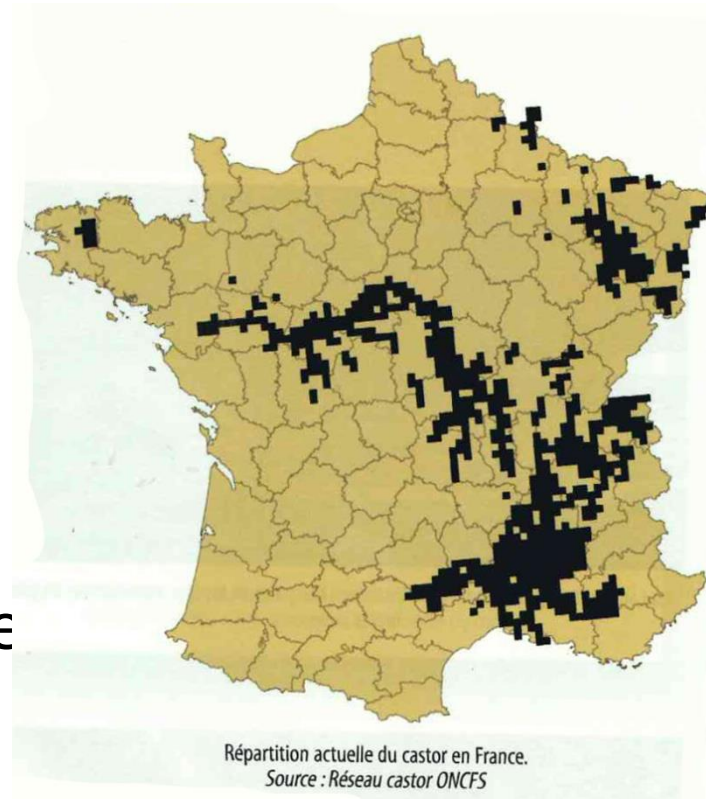 e
Répartition actuelle du castor en France.
Source : Réseau castor ONCFS